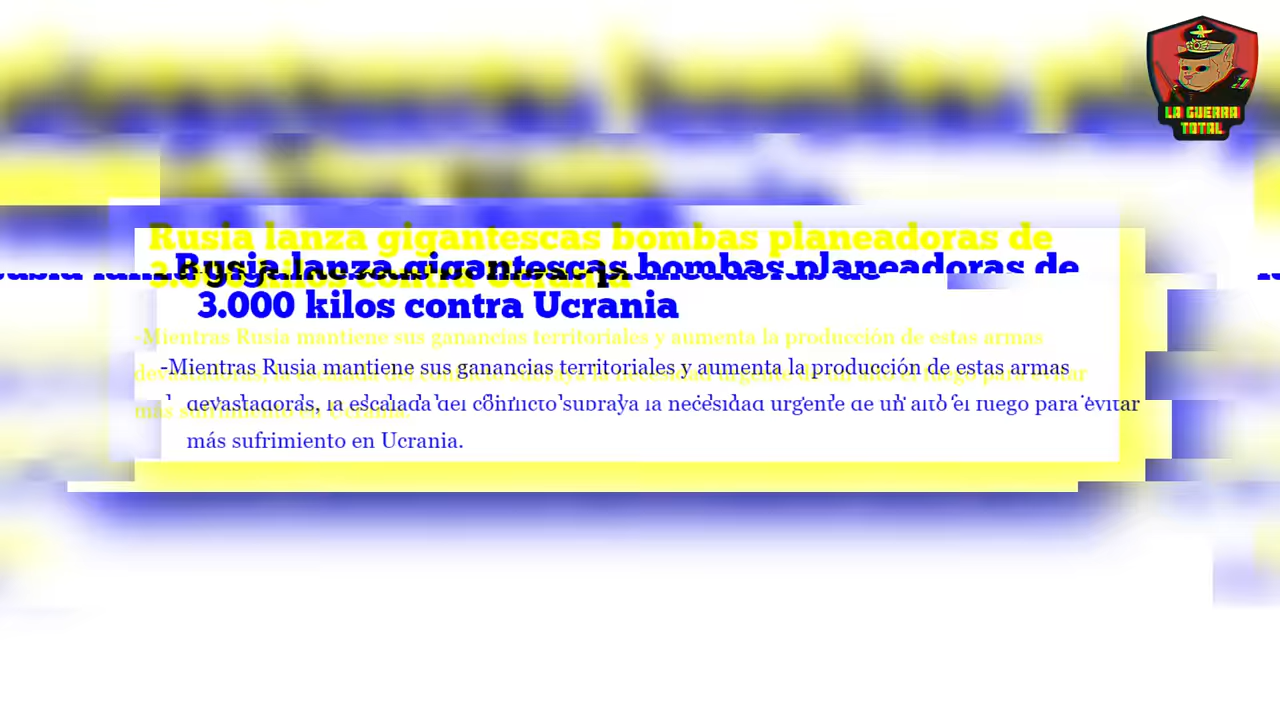 LA GUERRA
TOTAL
Rusia lanza gigantescas bombas planeadoras de
3.000 kilos contra Ucrania
-Mientras Rusia mantiene sus ganancias territoriales y aumenta la producción de estas armas
devastadoras, la escalada del conflicto subraya la necesidad urgente de un alto el fuego para evitar
más sufrimiento en Ucrania.